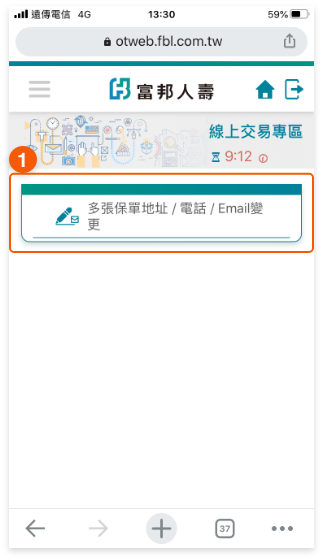 遠傳電信 4G 13:30 59%
otweb.fbl.com.tw
富邦人壽
線上交易專區
9:12
1
多張保單地址 / 電話 / Email變
更
37